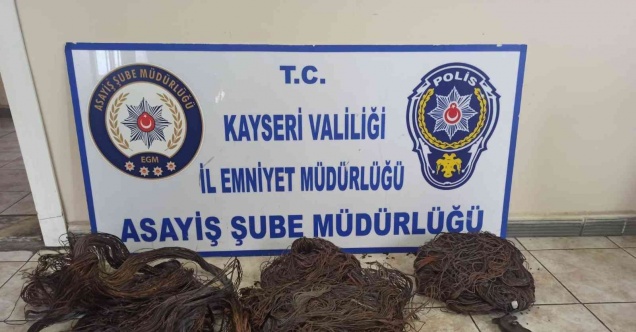 T.C.
KAYSERİ VALİLİĞİ
İL EMNİYET MÜDÜRLÜĞÜ
ASAYİŞ ŞUBE MÜDÜRLÜĞÜ
ASAYİŞ ŞUBE MÜDÜRLÜĞÜ
EGM
POLİS